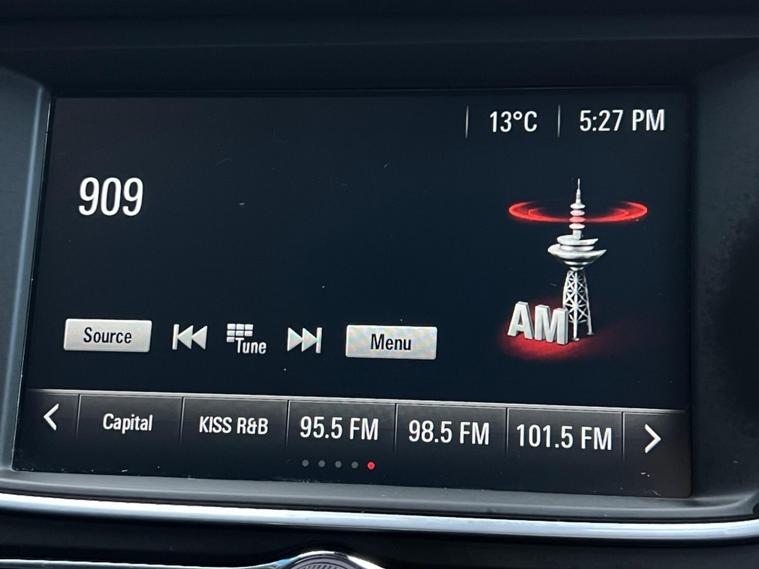 13°C 5:27 PM
909
AM
Source Tune Menu
Capital KISS R&B 95.5 FM 98.5 FM 101.5 FM